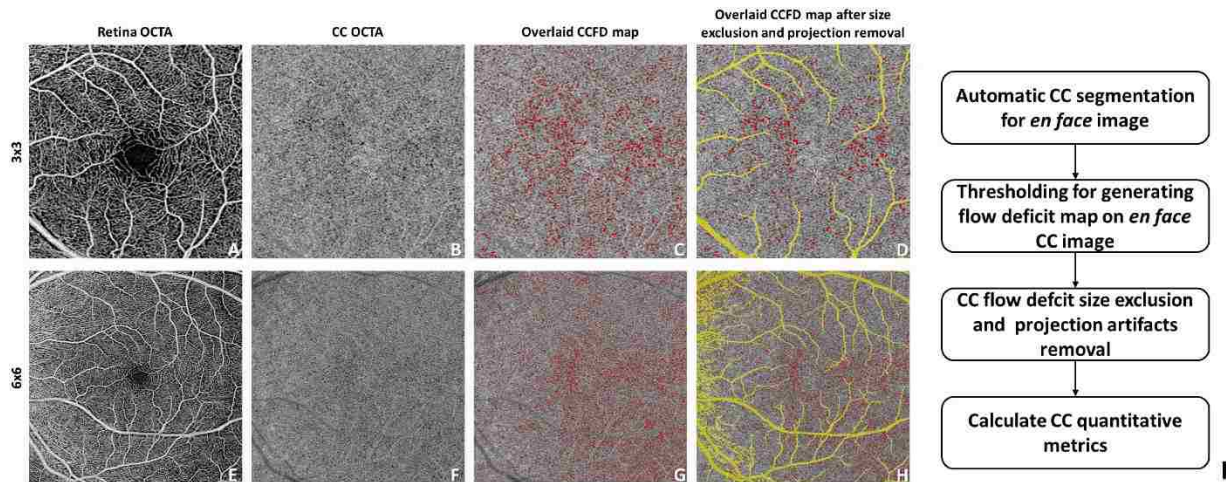 Retina OCTA
CC OCTA
Overlaid CCFD map
Overlaid CCFD map after size
exclusion and projection removal
3x3
A
B
C
D
6x6
E
F
G
H
Automatic CC segmentation
for en face image
Thresholding for generating
flow deficit map on en face
CC image
CC flow defcit size exclusion
and projection artifacts
removal
Calculate CC quantitative
metrics